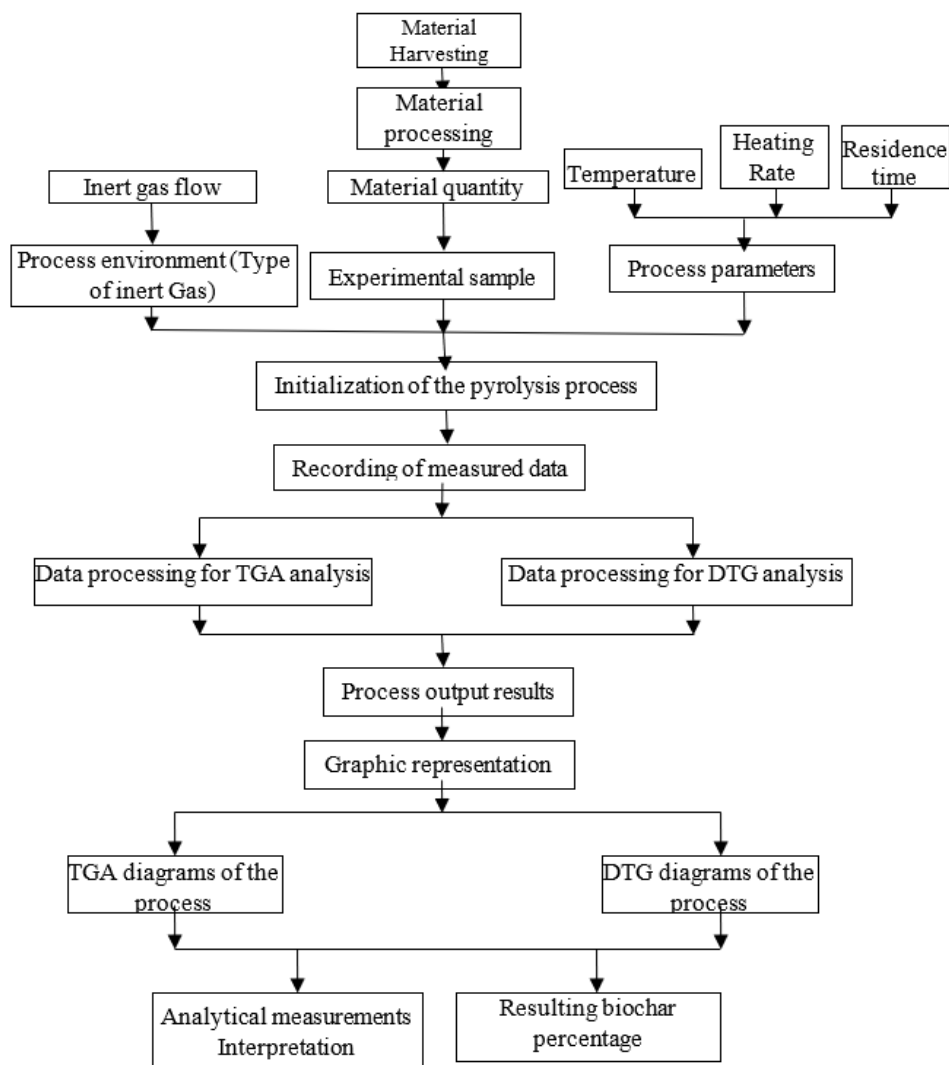 Material
Harvesting
Material
processing
Heating
Rate
Residence
time
Inert gas flow
Material quantity
Temperature
Process environment (Type
of inert Gas)
Experimental sample
Process parameters
Initialization of the pyrolysis process
Recording of measured data
Data processing for TGA analysis
Data processing for DTG analysis
Process output results
Graphic representation
TGA diagrams of the
process
DTG diagrams of the
process
Analytical measurements
Interpretation
Resulting biochar
percentage